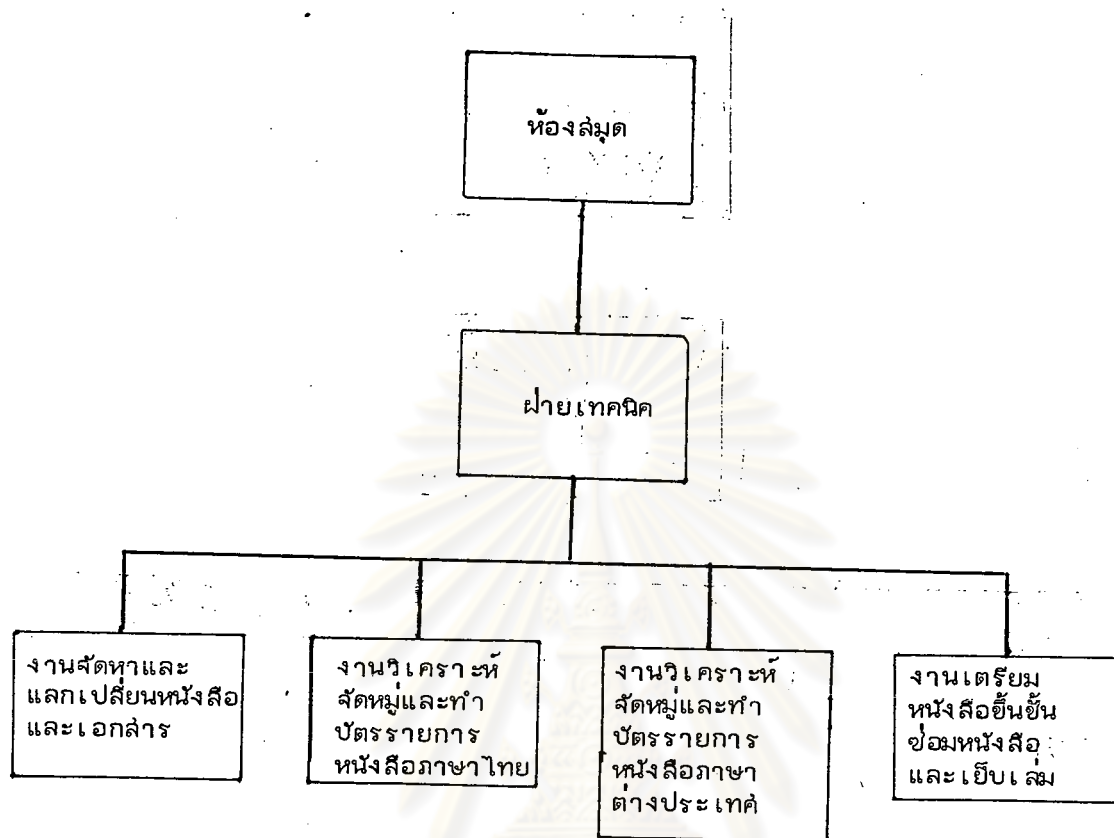 ห้องสมุด
ฝ่ายเทคนิค
งานจัดหาและ
แลกเปลี่ยนหนังสือ
และเอกสาร
งานวิเคราะห์
จัดหมู่และทำ
บัตรรายการ
หนังสือภาษาไทย
งานวิเคราะห์
จัดหมู่และทำ
บัตรรายการ
หนังสือภาษา
ต่างประเทศ
งานเตรียม
หนังสือขึ้นชั้น
ซ่อมหนังสือ
และเย็บเล่ม